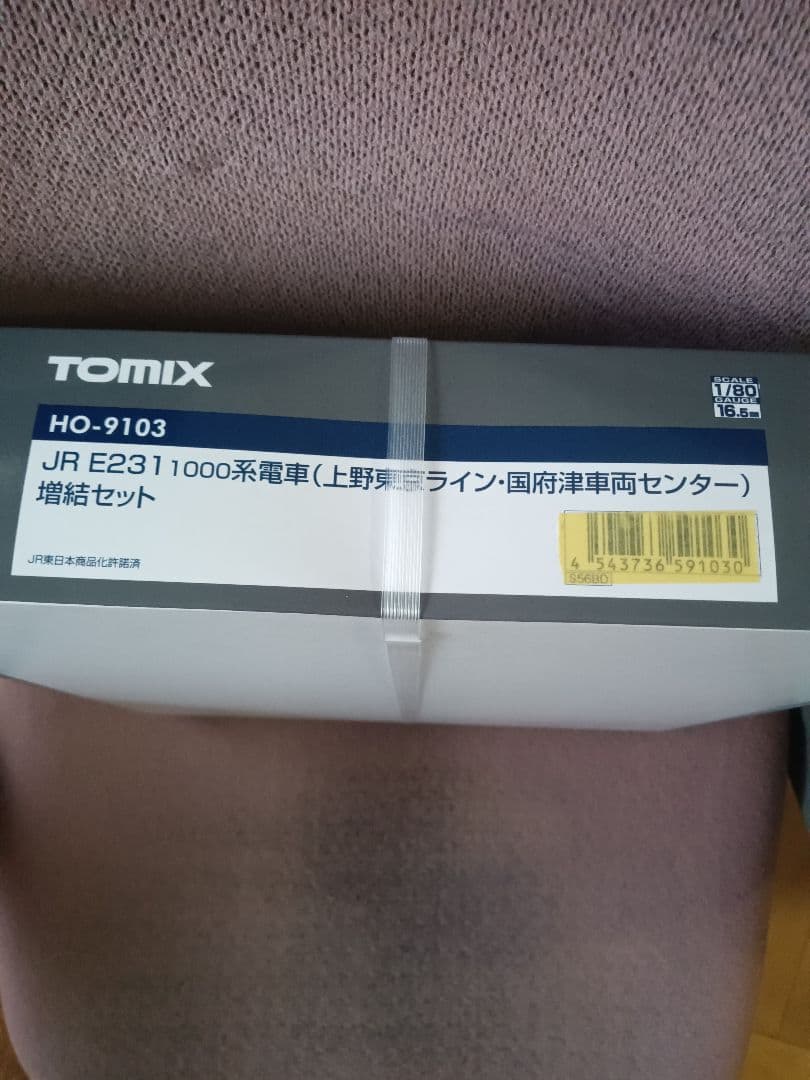 TOMIX
SCALE
1/80
GAUGE
16.5mm
HO-9103
JR E231 1000系電車(上野東京ライン・国府津車両センター)
増結セット
JR東日本商品化許諾済
4 543736 591030
S56BD